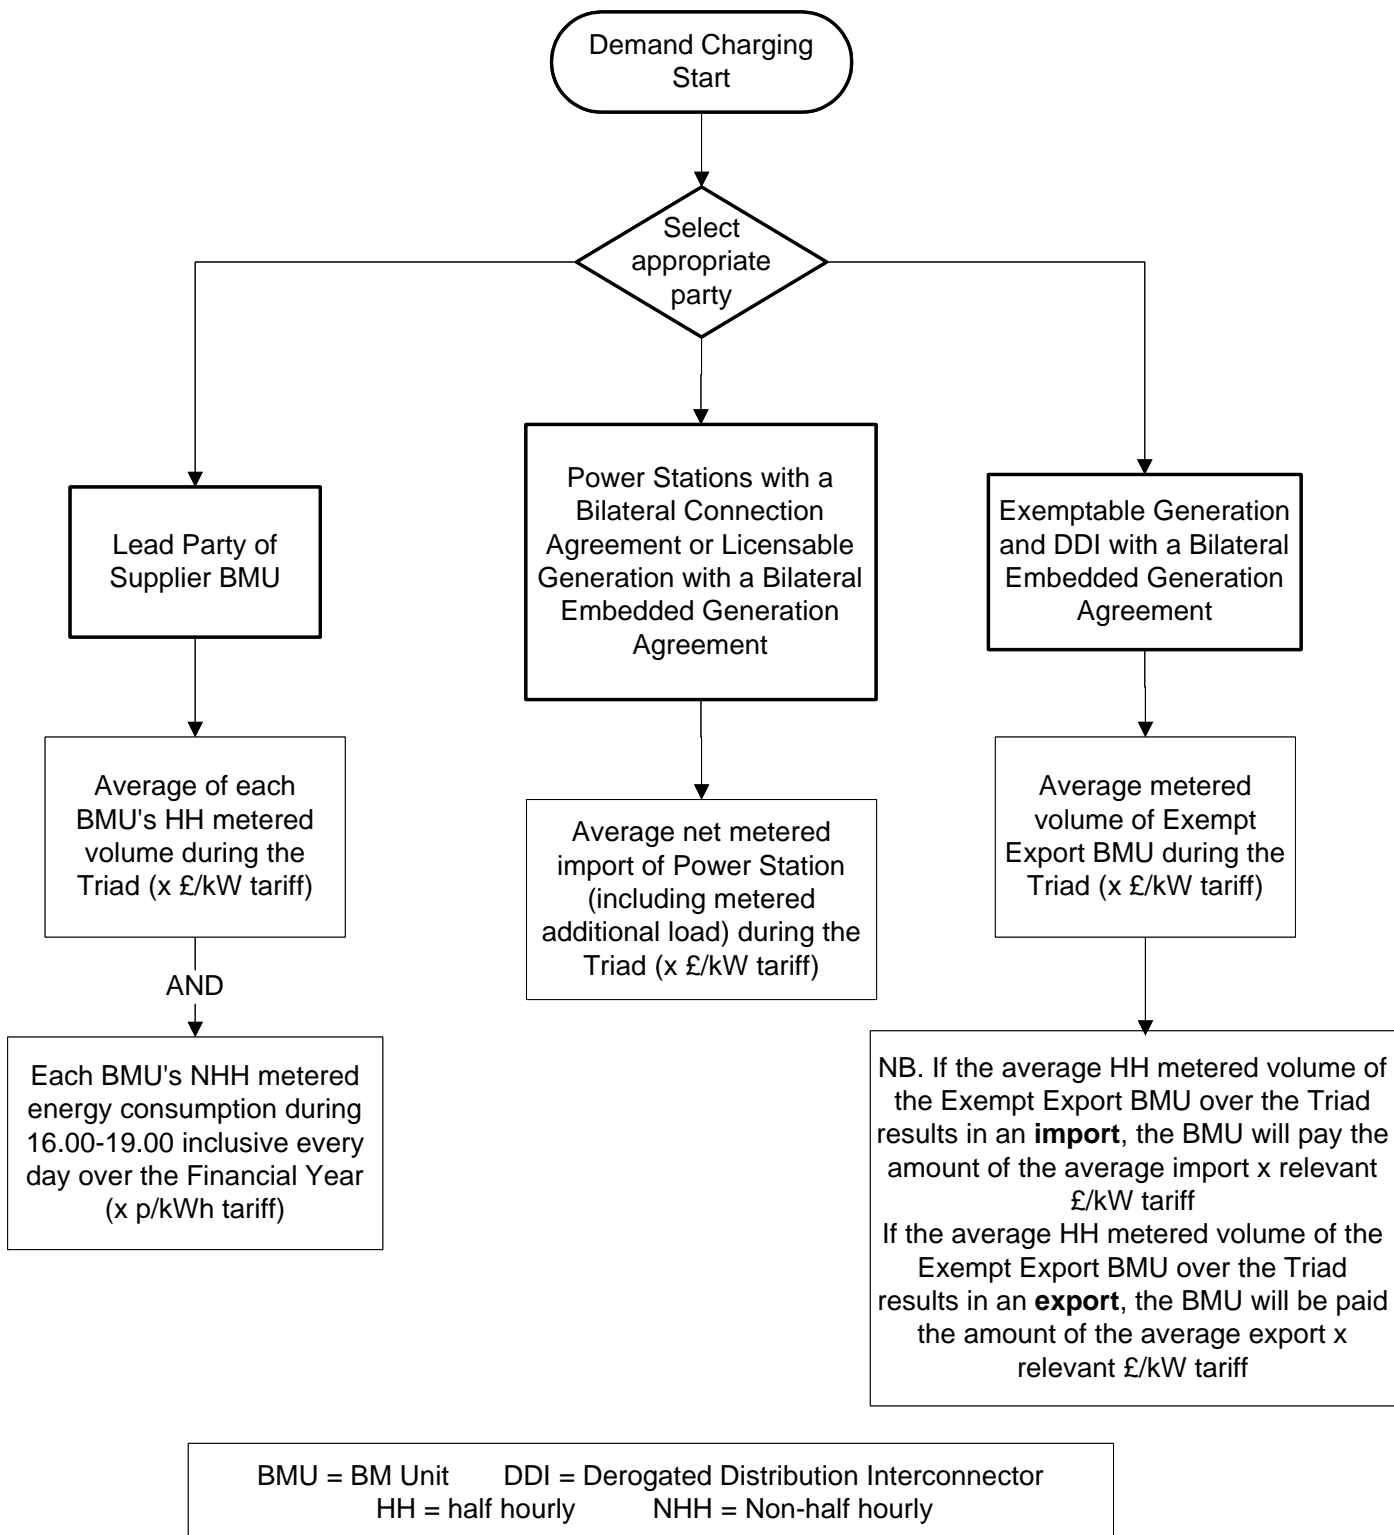 Demand Charging
Start
Select
appropriate
party
Lead Party of
Supplier BMU
Power Stations with a
Bilateral Connection
Agreement or Licensable
Generation with a Bilateral
Embedded Generation
Agreement
Exemptable Generation
and DDI with a Bilateral
Embedded Generation
Agreement
Average of each
BMU's HH metered
volume during the
Triad (x £/kW tariff)
AND
Each BMU's NHH metered
energy consumption during
16.00-19.00 inclusive every
day over the Financial Year
(x p/kWh tariff)
Average net metered
import of Power Station
(including metered
additional load) during the
Triad (x £/kW tariff)
Average metered
volume of Exempt
Export BMU during the
Triad (x £/kW tariff)
NB. If the average HH metered volume of
the Exempt Export BMU over the Triad
results in an import, the BMU will pay the
amount of the average import x relevant
£/kW tariff
If the average HH metered volume of the
Exempt Export BMU over the Triad
results in an export, the BMU will be paid
the amount of the average export x
relevant £/kW tariff
BMU = BM Unit DDI = Derogated Distribution Interconnector
HH = half hourly NHH = Non-half hourly